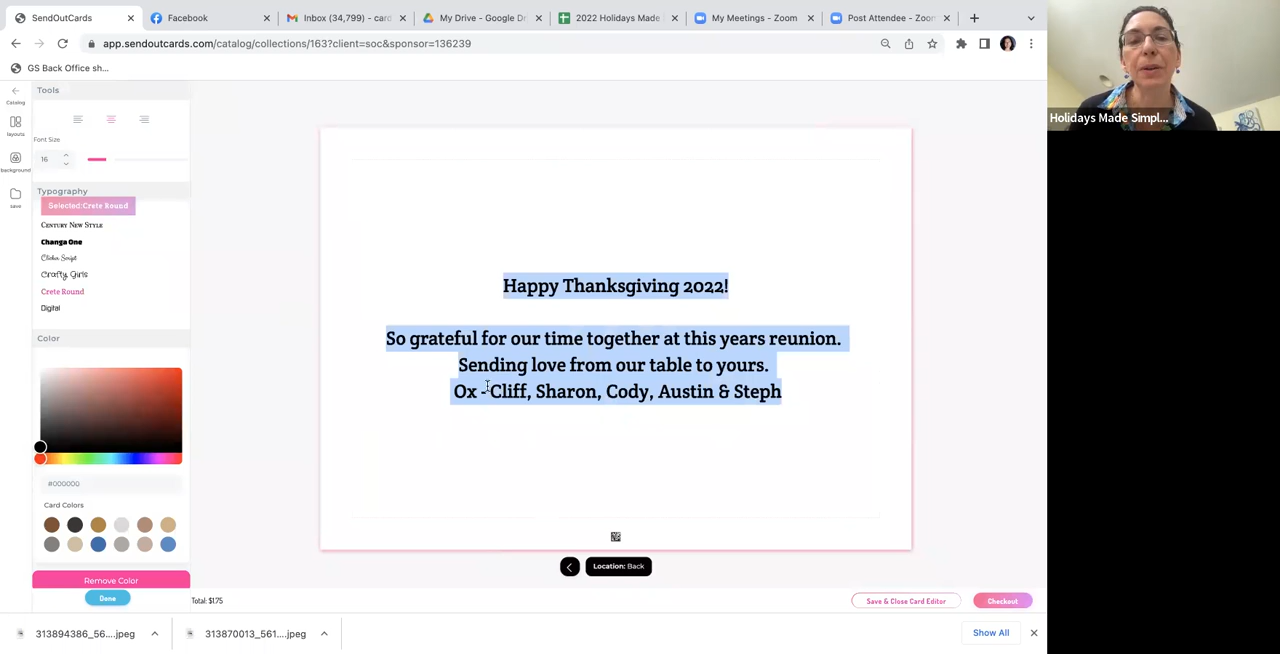 SendOutCards
Facebook
Inbox (34,799) - car
My Drive - Google Dr
2022 Holidays Made
My Meetings - Zoom
Post Attendee - Zoom
app.sendoutcards.com/catalog/collections/163?client=soc&sponsor=136239
GS Back Office sh...
Catalog
layouts
background
save
Tools
Font Size
16
Typography
Selected:Crete Round
Century New Style
Changa One
Clicker Script
Crafty Girls
Crete Round
Digital
Color
#000000
Card Colors
Remove Color
Done
Total: $1.75
Happy Thanksgiving 2022!
So grateful for our time together at this years reunion.
Sending love from our table to yours.
Ox - Cliff, Sharon, Cody, Austin & Steph
Location: Back
Save & Close Card Editor
Checkout
313894386_56....jpeg
313870013_561....jpeg
Show All
Holidays Made Simpl...